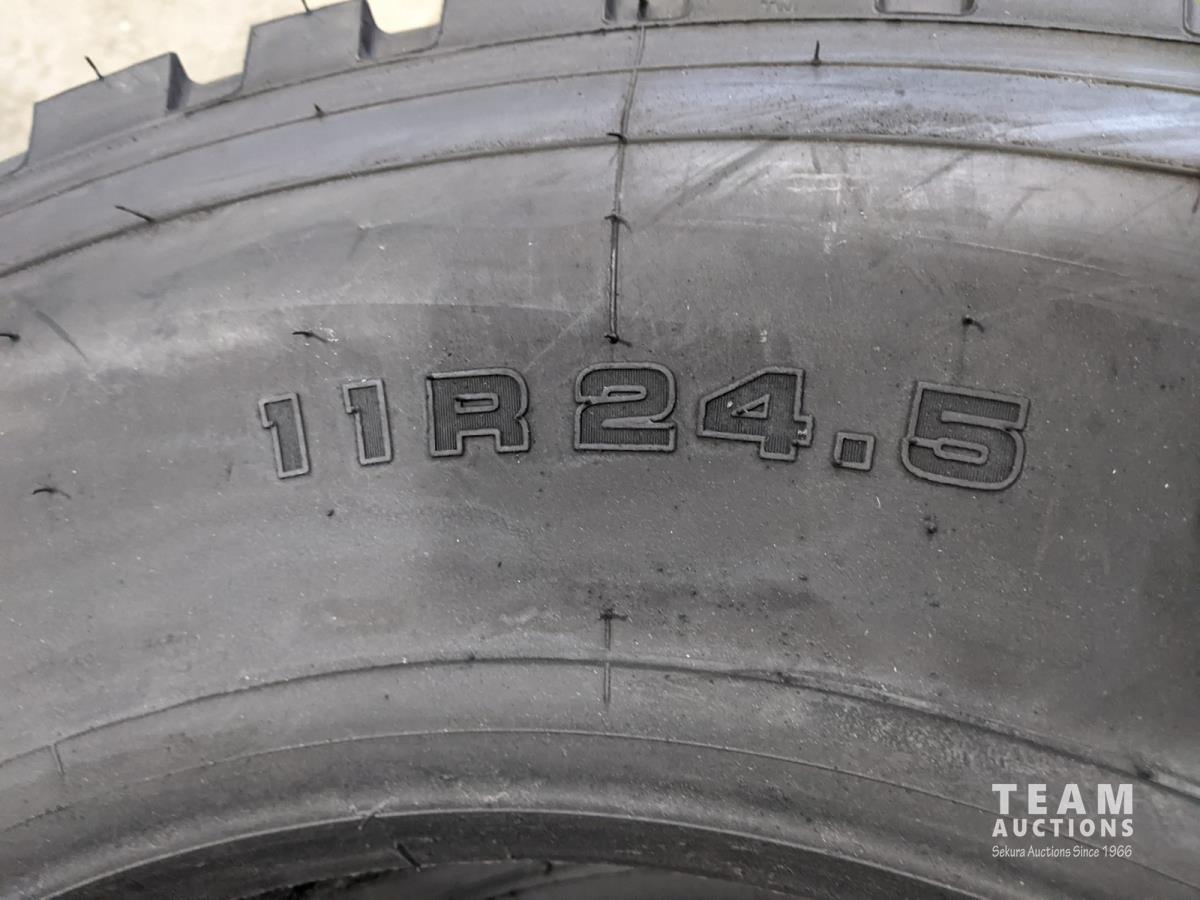 11R24.5
TEAM
AUCTIONS
Sekura Auctions Since 1966